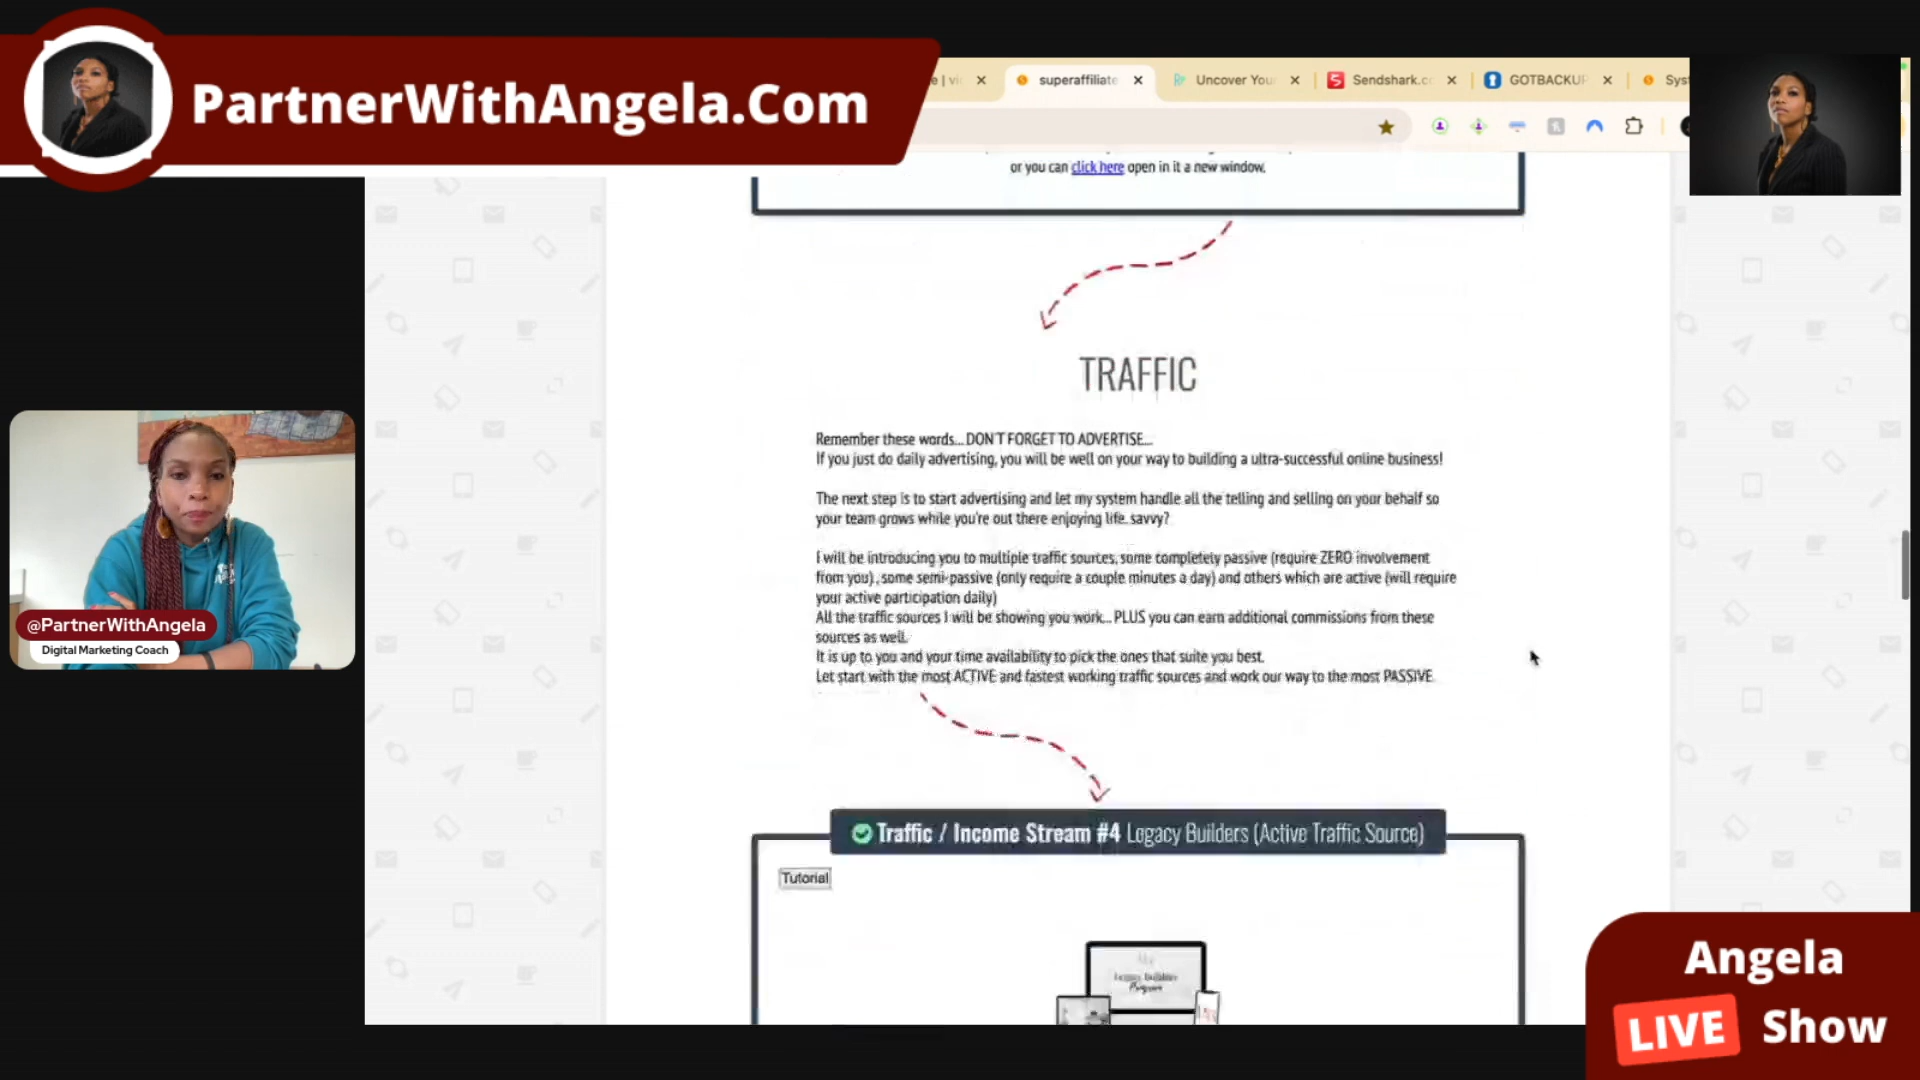 PartnerWithAngela.Com
superaffiliate
Uncover You
Sendshark.c
GOTBACKUP
Sys
or you can click here open in it a new window.
TRAFFIC
Remember these words... DON'T FORGET TO ADVERTISE...
If you just do daily advertising, you will be well on your way to building a ultra-successful online business!
The next step is to start advertising and let my system handle all the telling and selling on your behalf so
your team grows while you're out there enjoying life. savvy?
I will be introducing you to multiple traffic sources, some completely passive (require ZERO involvement
from you), some semi-passive (only require a couple minutes a day) and others which are active (will require
your active participation daily)
All the traffic sources I will be showing you work... PLUS you can earn additional commissions from these
sources as well.
It is up to you and your time availability to pick the ones that suite you best.
Let start with the most ACTIVE and fastest working traffic sources and work our way to the most PASSIVE
Traffic / Income Stream #4 Legacy Builders (Active Traffic Source)
Tutorial
Legacy Builders
Program
@PartnerWithAngela
Digital Marketing Coach
Angela
LIVE Show